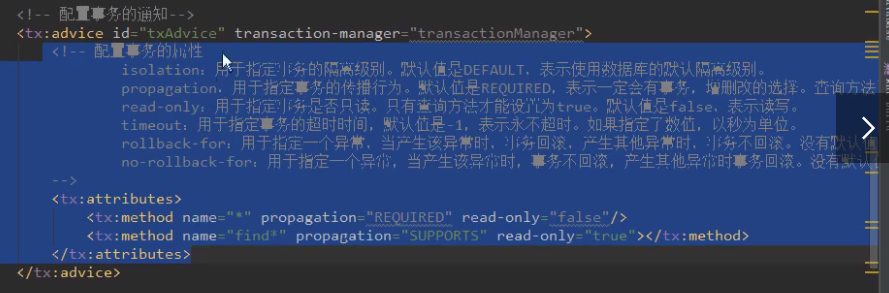 <!-- 配置事务的通知-->
<tx:advice id="txAdvice" transaction-manager="transactionManager">
<!-- 配置事务的属性
isolation：用于指定事务的隔离级别。默认值是DEFAULT，表示使用数据库的默认隔离级别。
propagation：用于指定事务的传播行为。默认值是REQUIRED，表示一定会有事务，增删改的选择。查询方法
read-only：用于指定事务是否只读。只有查询方法才能设置为true。默认值是false，表示读写。
timeout：用于指定事务的超时时间，默认值是-1，表示永不超时。如果指定了数值，以秒为单位。
rollback-for：用于指定一个异常，当产生该异常时，事务回滚，产生其他异常时，事务不回滚。没有默认值
no-rollback-for：用于指定一个异常，当产生该异常时，事务不回滚，产生其他异常时事务回滚。没有默认
-->
<tx:attributes>
<tx:method name="*" propagation="REQUIRED" read-only="false"/>
<tx:method name="find*" propagation="SUPPORTS" read-only="true"></tx:method>
</tx:attributes>
</tx:advice>